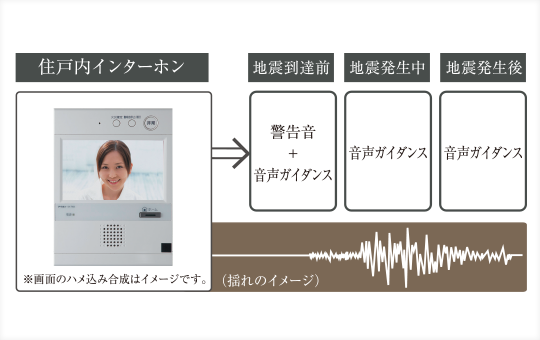 住戸内インターホン
地震到達前
地震発生中
地震発生後
警告音
+
音声ガイダンス
音声ガイダンス
音声ガイダンス
※画面のハメ込み合成はイメージです。
（揺れのイメージ）